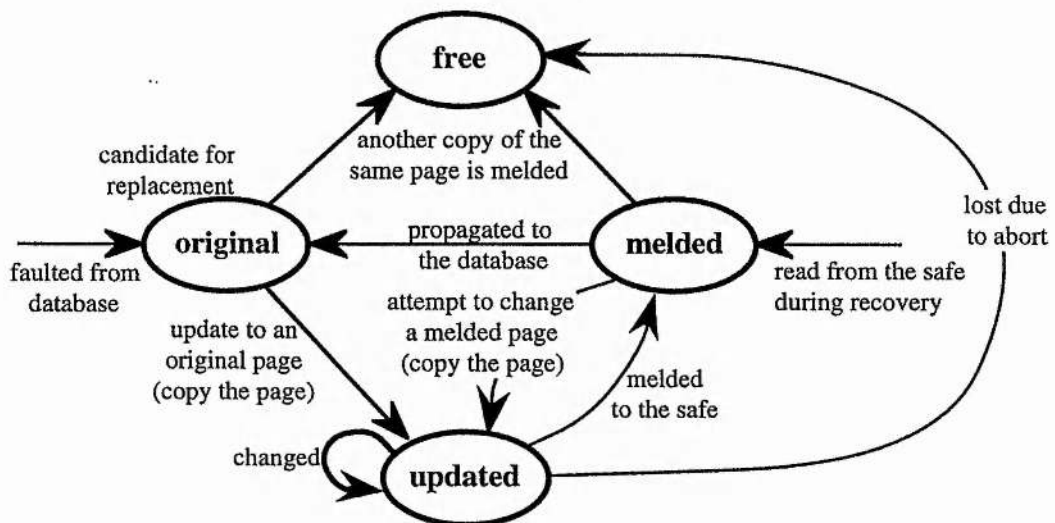 free
another copy of the
same page is melded
candidate for
replacement
lost due
to abort
original
propagated to
the database
melded
faulted from
database
read from the safe
during recovery
attempt to change
a melded page
(copy the page)
update to an
original page
(copy the page)
melded
to the safe
changed
updated